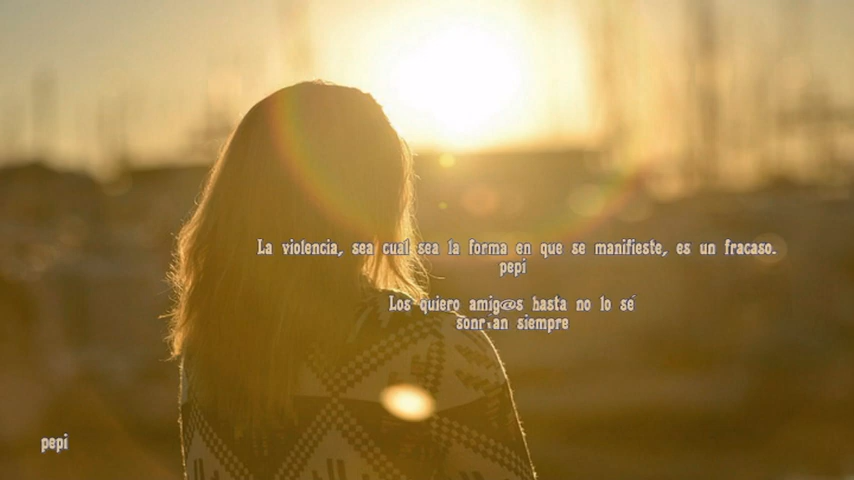 La violencia, sea cual sea la forma en que se manifieste, es un fracaso.
pepi
Los quiero amig@s hasta no lo sé
sonrían siempre
pepi